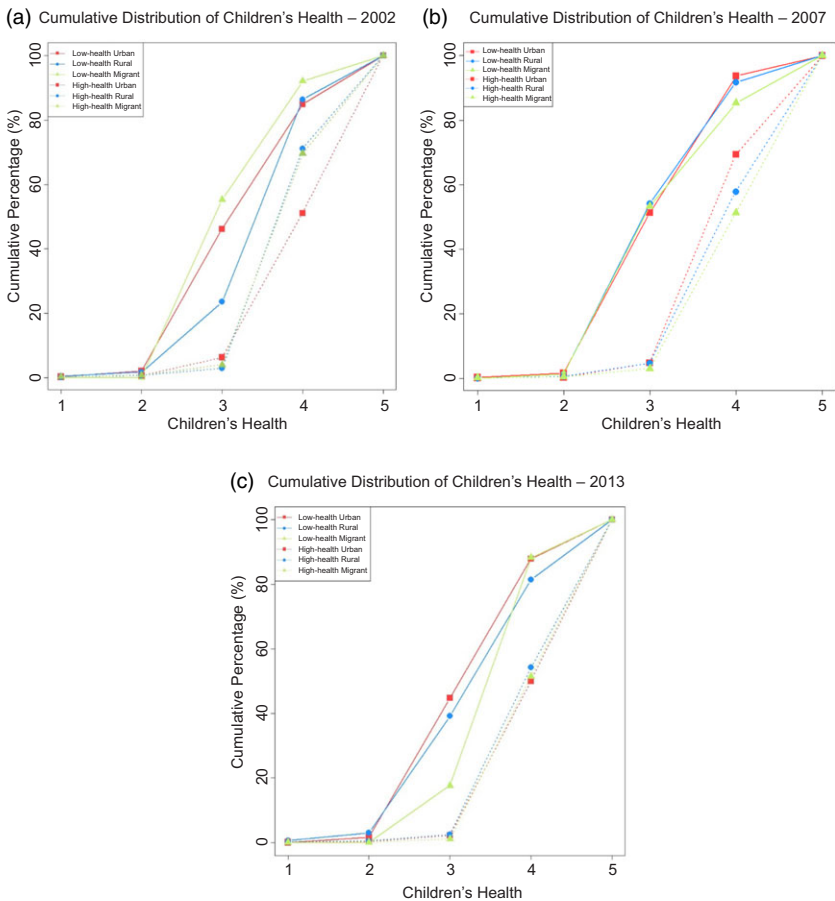 (a) Cumulative Distribution of Children's Health – 2002
Low-health Urban
Low-health Rural
Low-health Migrant
High-health Urban
High-health Rural
High-health Migrant
100
80
60
40
20
0
Cumulative Percentage (%)
1 2 3 4 5
Children's Health
(b) Cumulative Distribution of Children's Health – 2007
Low-health Urban
Low-health Rural
Low-health Migrant
High-health Urban
High-health Rural
High-health Migrant
100
80
60
40
20
0
Cumulative Percentage (%)
1 2 3 4 5
Children's Health
(c) Cumulative Distribution of Children's Health – 2013
Low-health Urban
Low-health Rural
Low-health Migrant
High-health Urban
High-health Rural
High-health Migrant
100
80
60
40
20
0
Cumulative Percentage (%)
1 2 3 4 5
Children's Health